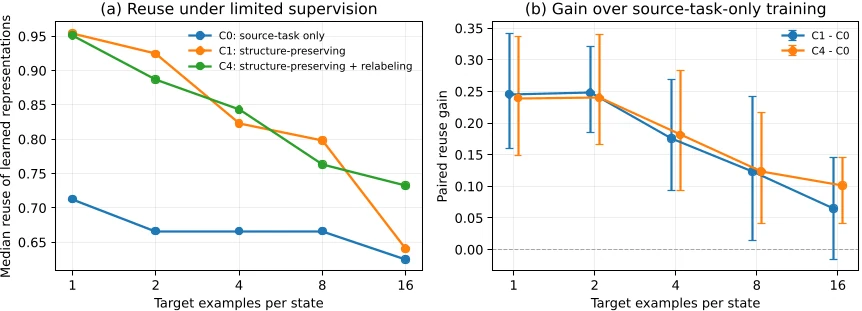 (a) Reuse under limited supervision
Median reuse of learned representations
0.95
0.90
0.85
0.80
0.75
0.70
0.65
C0: source-task only
C1: structure-preserving
C4: structure-preserving + relabeling
1 2 4 8 16
Target examples per state
(b) Gain over source-task-only training
Paired reuse gain
0.35
0.30
0.25
0.20
0.15
0.10
0.05
0.00
C1 - C0
C4 - C0
1 2 4 8 16
Target examples per state